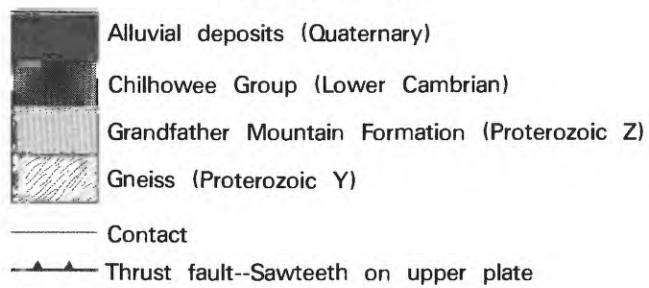 Alluvial deposits (Quaternary)
Chilhowee Group (Lower Cambrian)
Grandfather Mountain Formation (Proterozoic Z)
Gneiss (Proterozoic Y)
Contact
Thrust fault--Sawteeth on upper plate